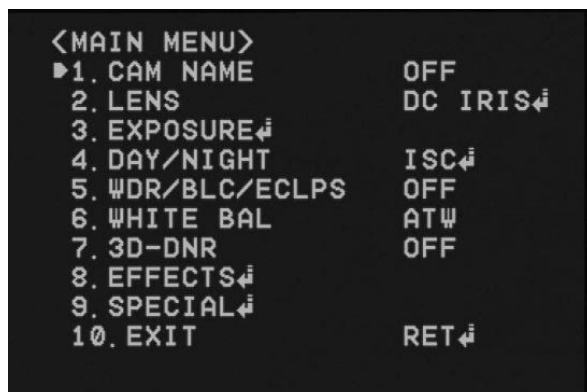 <MAIN MENU>
1. CAM NAME OFF
2. LENS DC IRIS↲
3. EXPOSURE↲
4. DAY/NIGHT ISC↲
5. WDR/BLC/ECLPS OFF
6. WHITE BAL ATW
7. 3D-DNR OFF
8. EFFECTS↲
9. SPECIAL↲
10. EXIT RET↲